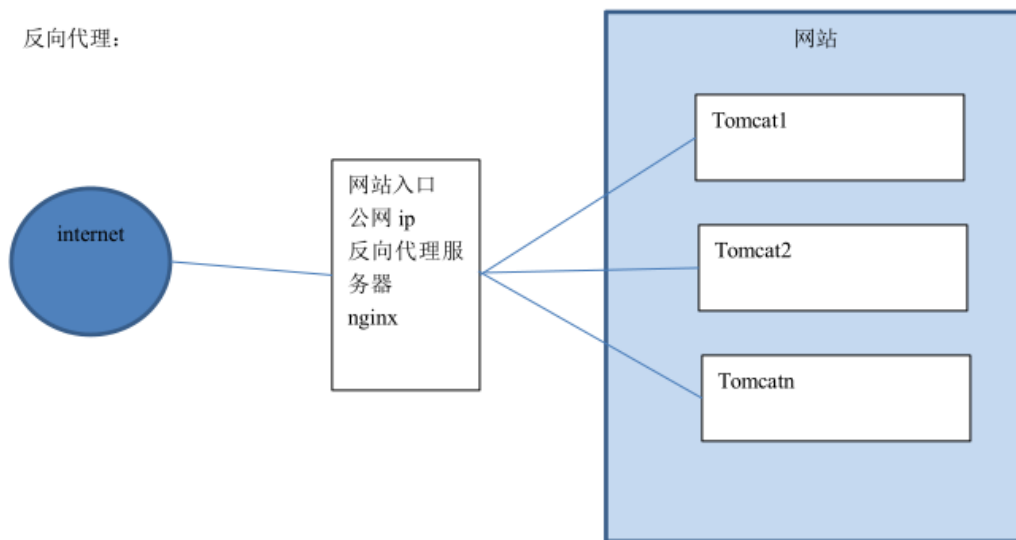 反向代理:
网站
internet
网站入口
公网 ip
反向代理服
务器
nginx
Tomcat1
Tomcat2
Tomcatn